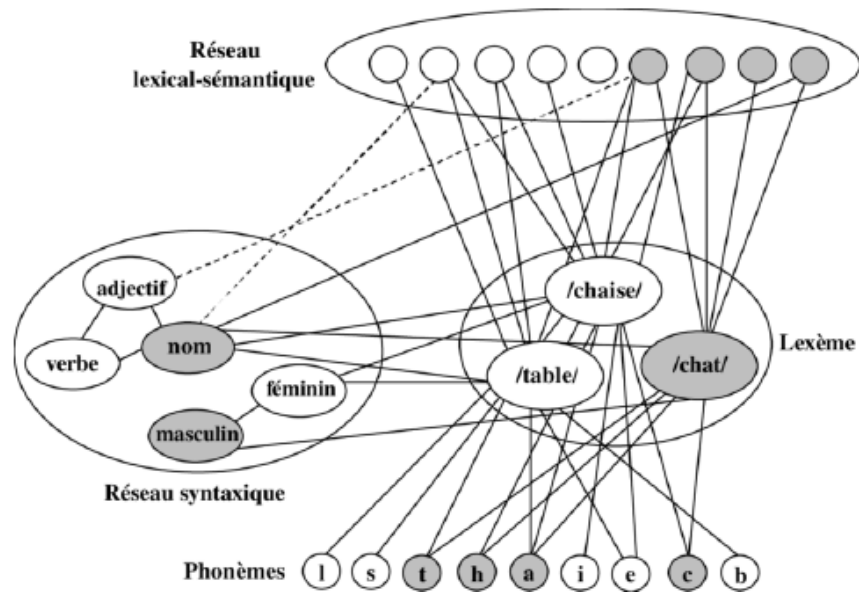 Réseau
lexical-sémantique
adjectif
verbe
nom
féminin
masculin
Réseau syntaxique
/chaise/
/table/
/chat/
Lexème
Phonèmes
l s t h a i e c b